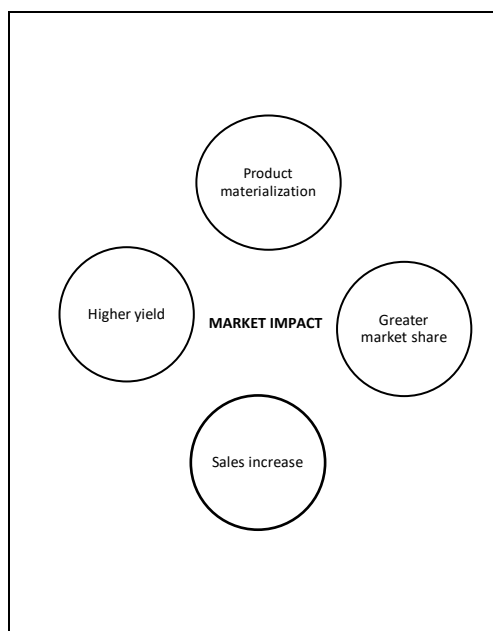 Product
materialization
Higher yield
MARKET IMPACT
Greater
market share
Sales increase